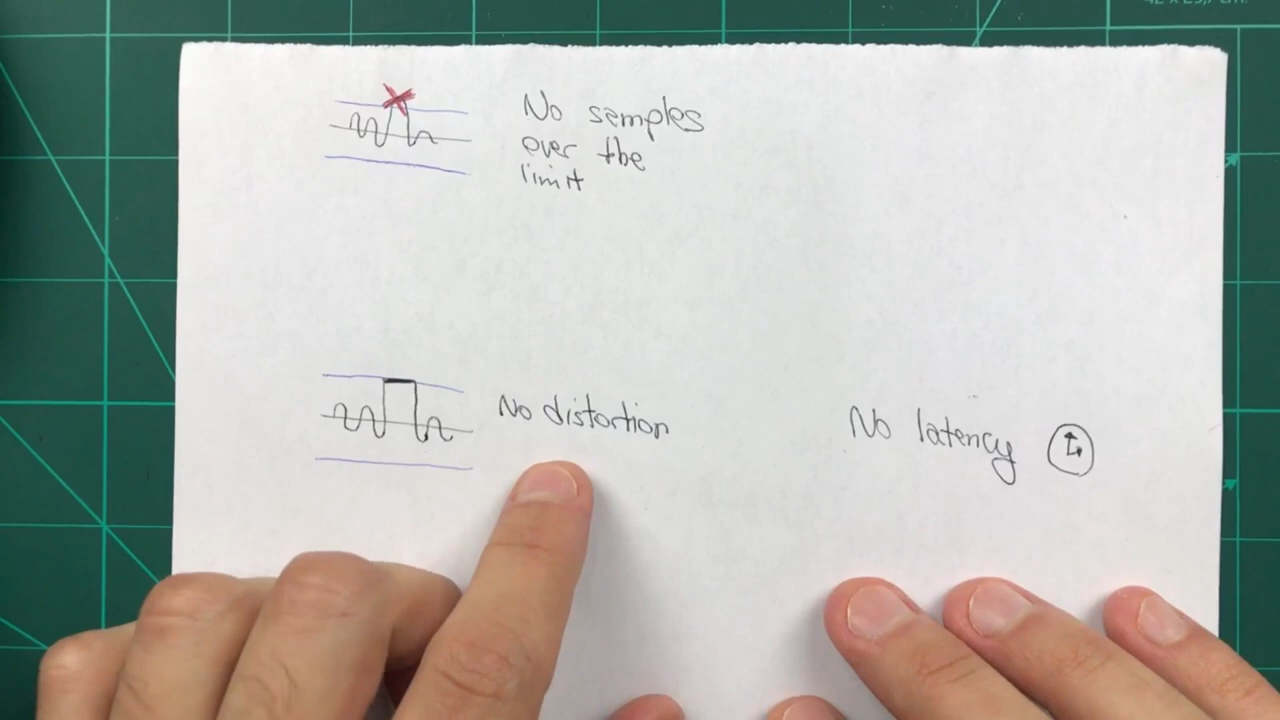 No samples
over the
limit
No distortion
No latency